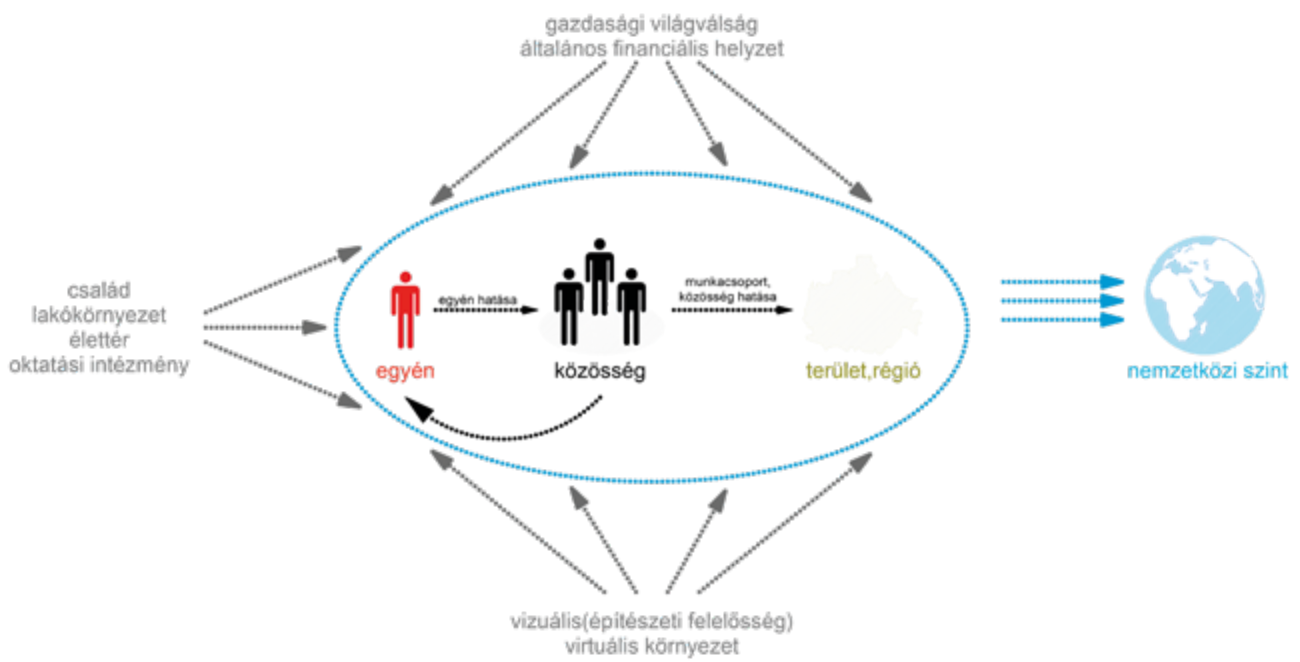 gazdasági világválság
általános financiális helyzet
család
lakókörnyezet
élettér
oktatási intézmény
egyén hatása
munkacsoport,
közösség hatása
egyén
közösség
terület,régió
nemzetközi szint
vizuális(építészeti felelősség)
virtuális környezet